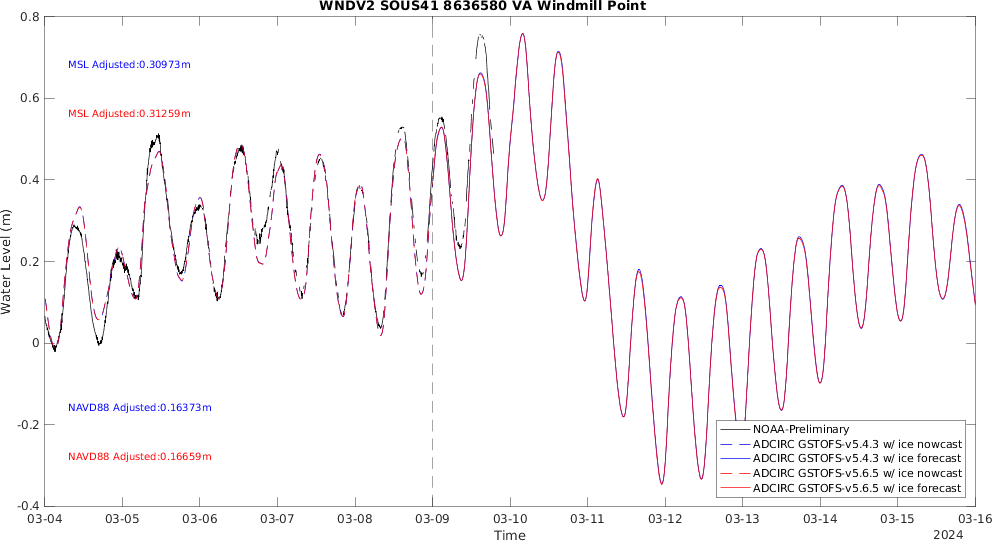 WNDV2 SOUS41 8636580 VA Windmill Point
0.8
0.6
0.4
0.2
0
-0.2
-0.4
Water Level (m)
MSL Adjusted:0.30973m
MSL Adjusted:0.31259m
NAVD88 Adjusted:0.16373m
NAVD88 Adjusted:0.16659m
NOAA-Preliminary
ADCIRC GSTOFS-v5.4.3 w/ ice nowcast
ADCIRC GSTOFS-v5.4.3 w/ ice forecast
ADCIRC GSTOFS-v5.6.5 w/ ice nowcast
ADCIRC GSTOFS-v5.6.5 w/ ice forecast
03-04 03-05 03-06 03-07 03-08 03-09 03-10 03-11 03-12 03-13 03-14 03-15 03-16
Time
2024